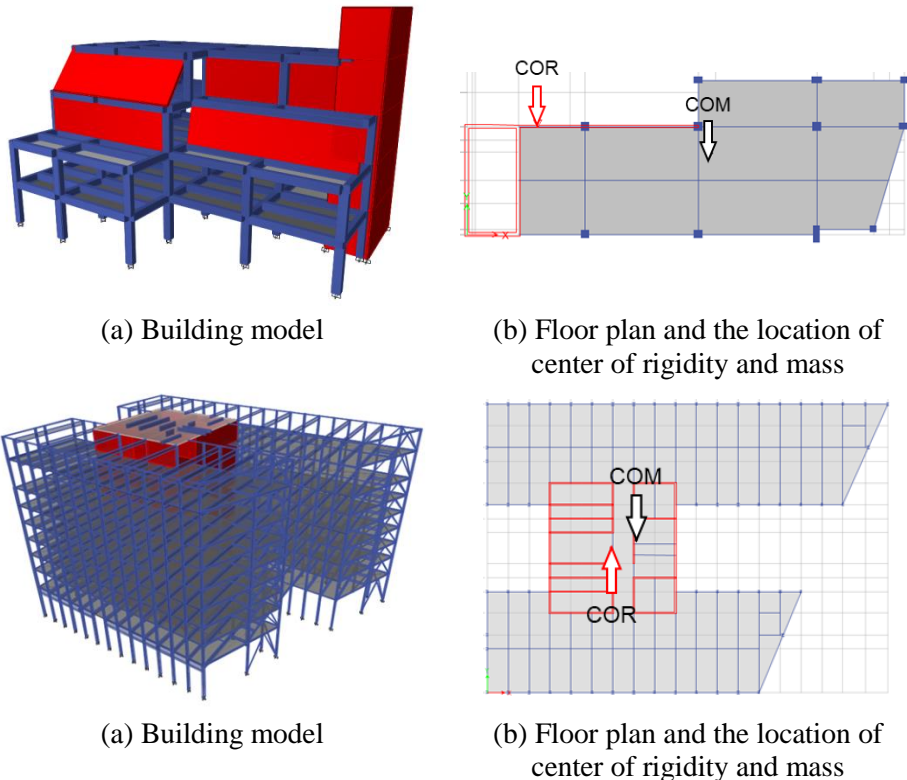 COR
COM
X
(a) Building model
(b) Floor plan and the location of
center of rigidity and mass
COM
COR
(a) Building model
(b) Floor plan and the location of
center of rigidity and mass